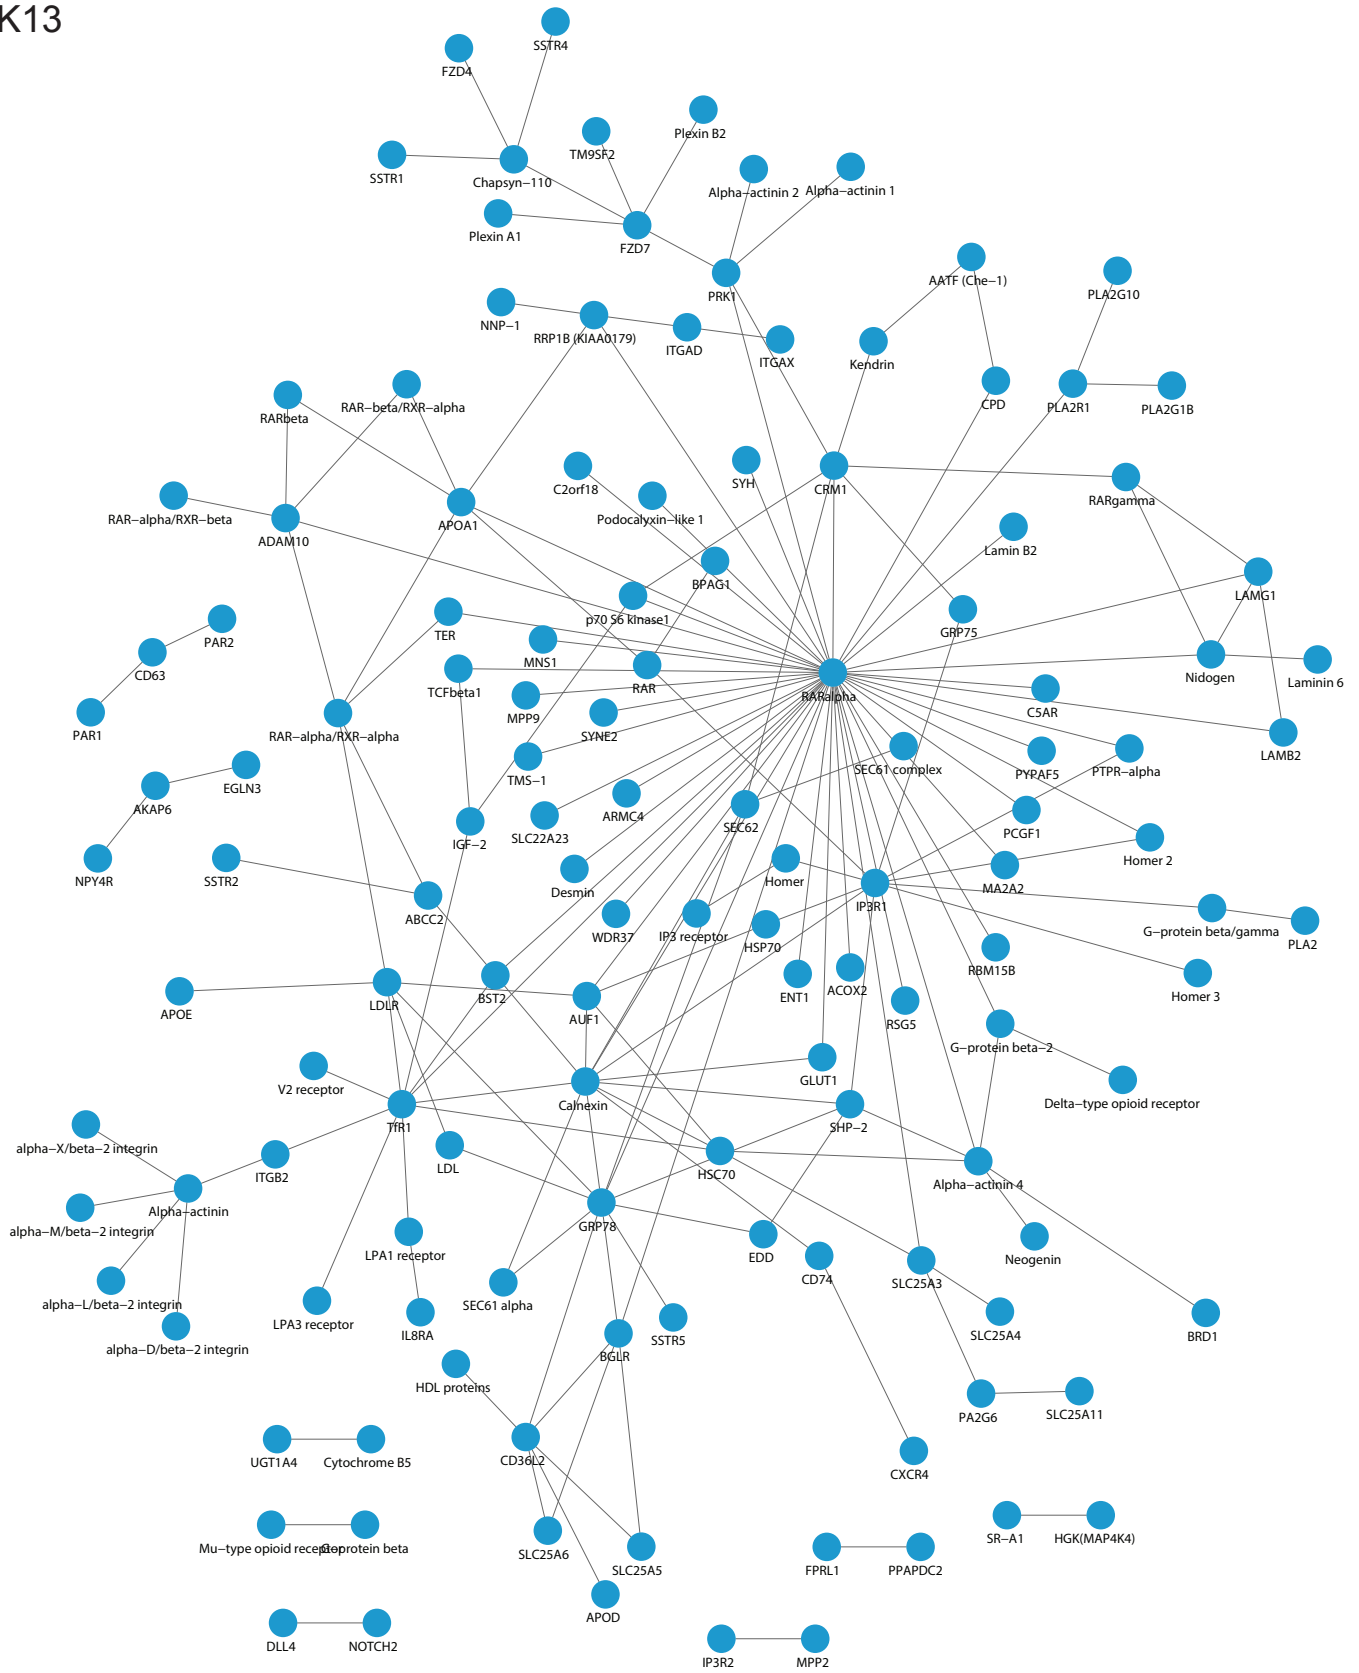 K13
SSTR4
FZD4
Plexin B2
TM9SF2
SSTR1
Chapsyn−110
Alpha−actinin 2
Alpha−actinin 1
Plexin A1
FZD7
AATF (Che−1)
PRK1
PLA2G10
NNP−1
RRP1B (KIAA0179)
ITGAD
ITGAX
Kendrin
CPD
PLA2R1
PLA2G1B
RARbeta
RAR−beta/RXR−alpha
C2orf18
SYH
CRM1
RARgamma
RAR−alpha/RXR−beta
ADAM10
APOA1
Podocalyxin−like 1
Lamin B2
BPAG1
LAMG1
p70 S6 kinase1
GRP75
PAR2
TER
CD63
MNS1
RAR
RARalpha
Nidogen
Laminin 6
TCFbeta1
PAR1
RAR−alpha/RXR−alpha
MPP9
SYNE2
C5AR
LAMB2
SEC61 complex
PYPAF5
PTPR−alpha
EGLN3
TMS−1
AKAP6
ARMC4
SLC22A23
IGF−2
SEC62
PCGF1
Homer 2
NPY4R
SSTR2
Desmin
Homer
MA2A2
IP3R1
ABCC2
WDR37
IP3 receptor
HSP70
G−protein beta/gamma
PLA2
RBM15B
ENT1
ACOX2
Homer 3
APOE
LDLR
BST2
AUF1
RSG5
G−protein beta−2
V2 receptor
GLUT1
Calnexin
Delta−type opioid receptor
TfR1
SHP−2
alpha−X/beta−2 integrin
ITGB2
LDL
HSC70
Alpha−actinin 4
Alpha−actinin
alpha−M/beta−2 integrin
GRP78
LPA1 receptor
EDD
CD74
Neogenin
SLC25A3
alpha−L/beta−2 integrin
SEC61 alpha
LPA3 receptor
IL8RA
SSTR5
SLC25A4
BRD1
alpha−D/beta−2 integrin
BGLR
HDL proteins
PA2G6
SLC25A11
UGT1A4
Cytochrome B5
CD36L2
CXCR4
SR−A1
HGK(MAP4K4)
Mu−type opioid receptor
G−protein beta
SLC25A6
SLC25A5
FPRL1
PPAPDC2
APOD
DLL4
NOTCH2
IP3R2
MPP2